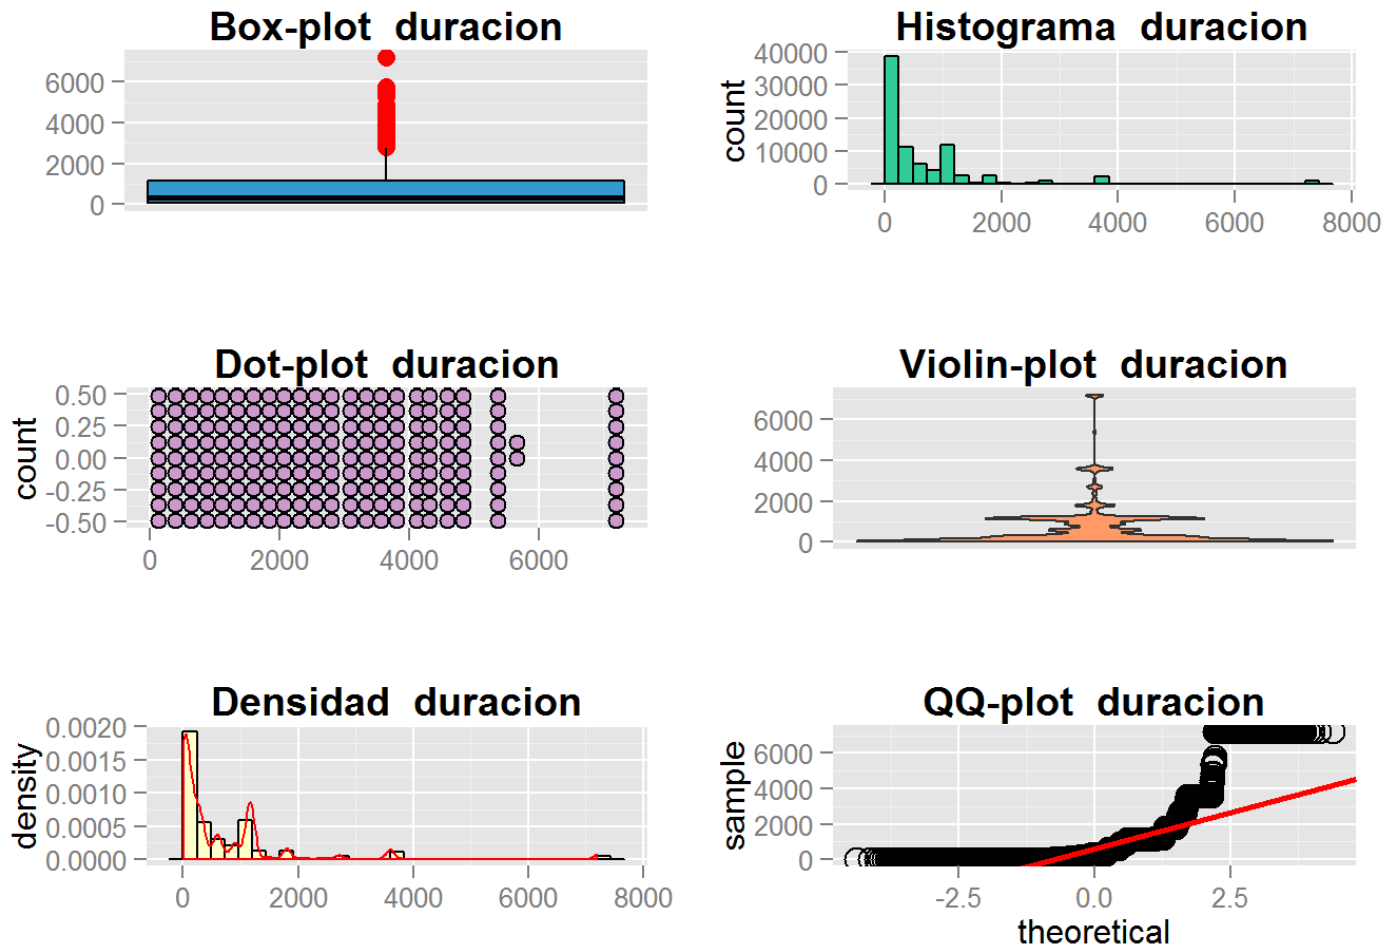 Box-plot duracion
6000
4000
2000
0
Histograma duracion
count
40000
30000
20000
10000
0
0 2000 4000 6000 8000
Dot-plot duracion
count
0.50
0.25
0.00
-0.25
-0.50
0 2000 4000 6000
Violin-plot duracion
6000
4000
2000
0
Densidad duracion
density
0.0020
0.0015
0.0010
0.0005
0.0000
0 2000 4000 6000 8000
QQ-plot duracion
sample
6000
4000
2000
0
-2.5 0.0 2.5
theoretical